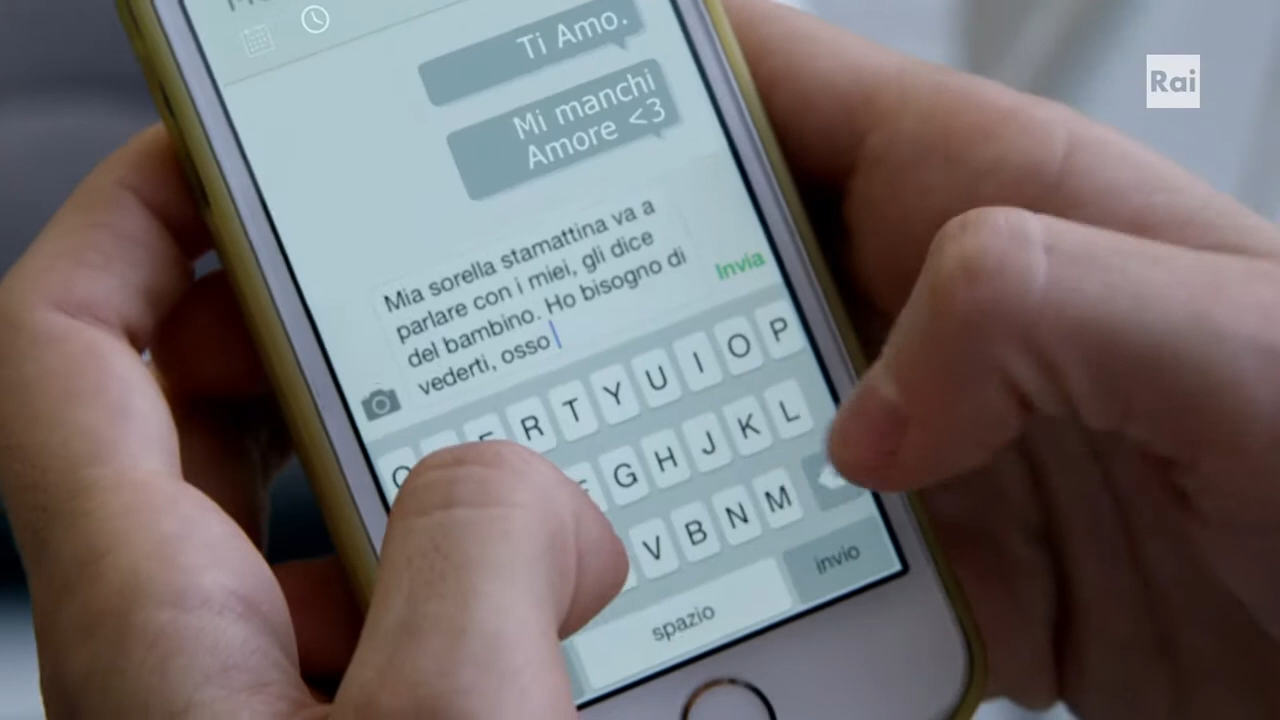 Rai
Ti Amo.
Mi manchi
Amore <3
Mia sorella stamattina va a
parlare con i miei, gli dice
del bambino. Ho bisogno di
vederti, osso
Invia
R T Y U I O P
G H J K L
V B N M
spazio
invio